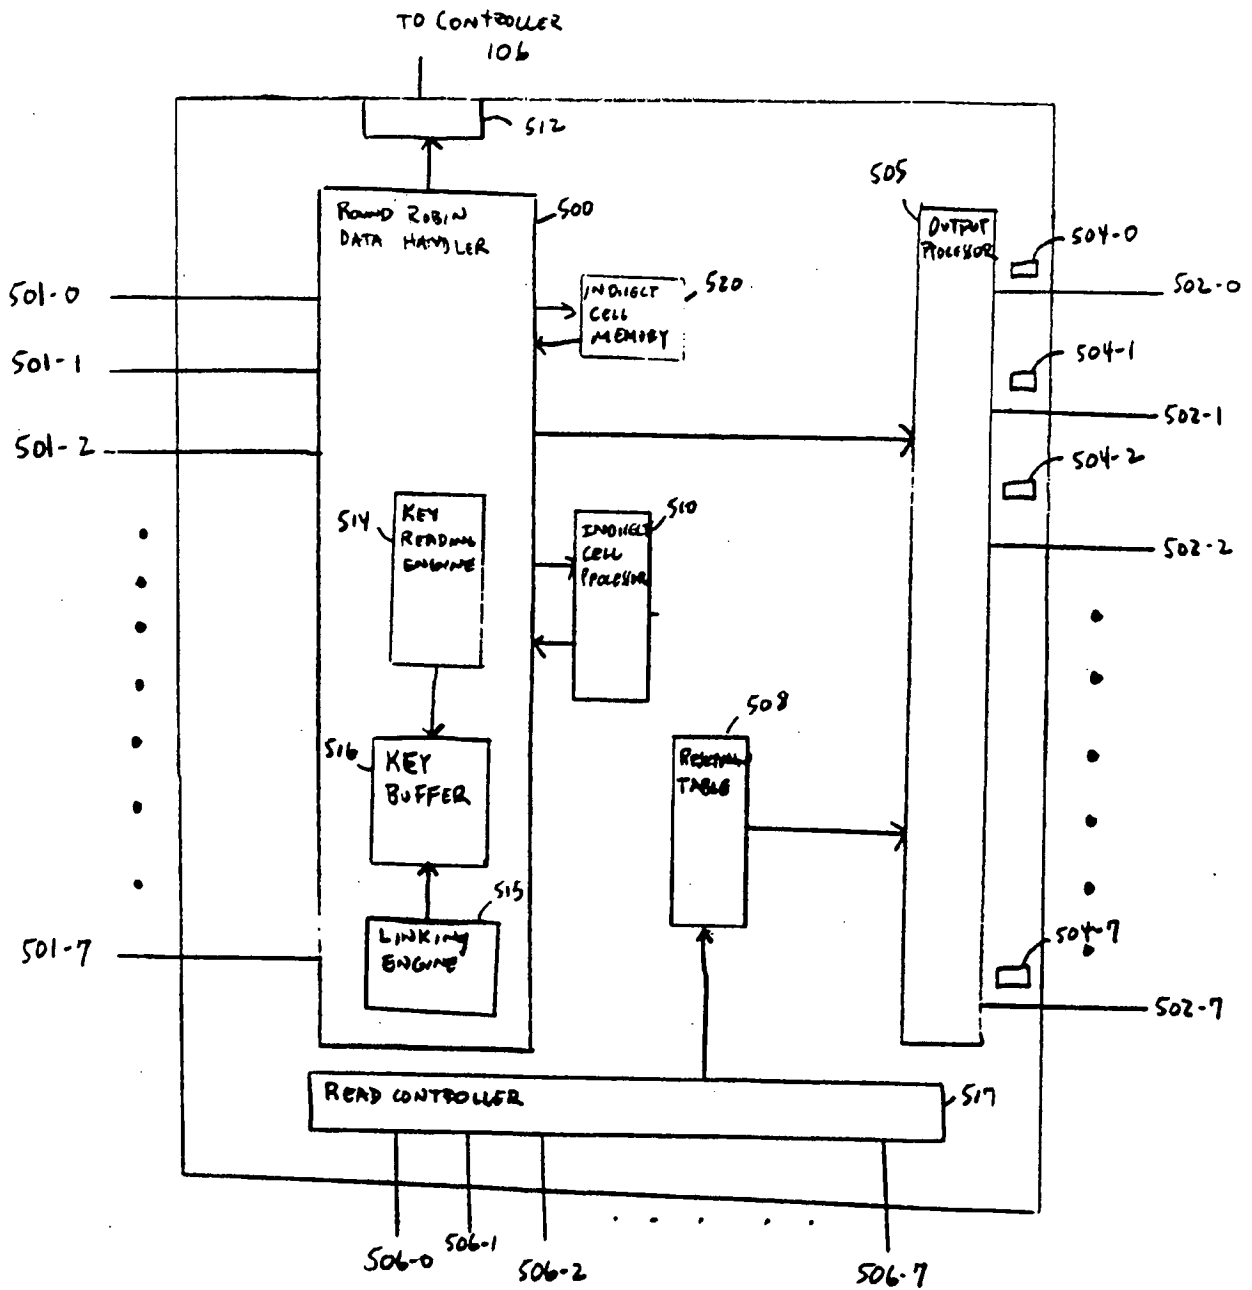 TO CONTROLLER
106
512
ROUND ROBIN
DATA HANDLER
500
505
OUTPUT
PROCESSOR
504-0
502-0
501-0
INDIRECT
CELL
MEMORY
520
501-1
504-1
502-1
501-2
504-2
514
KEY
READING
ENGINE
INDIRECT
CELL
PROCESSOR
510
502-2
516
KEY
BUFFER
508
TABLE
515
LINKING
ENGINE
501-7
504-7
502-7
READ CONTROLLER
517
506-0
506-1
506-2
506-7